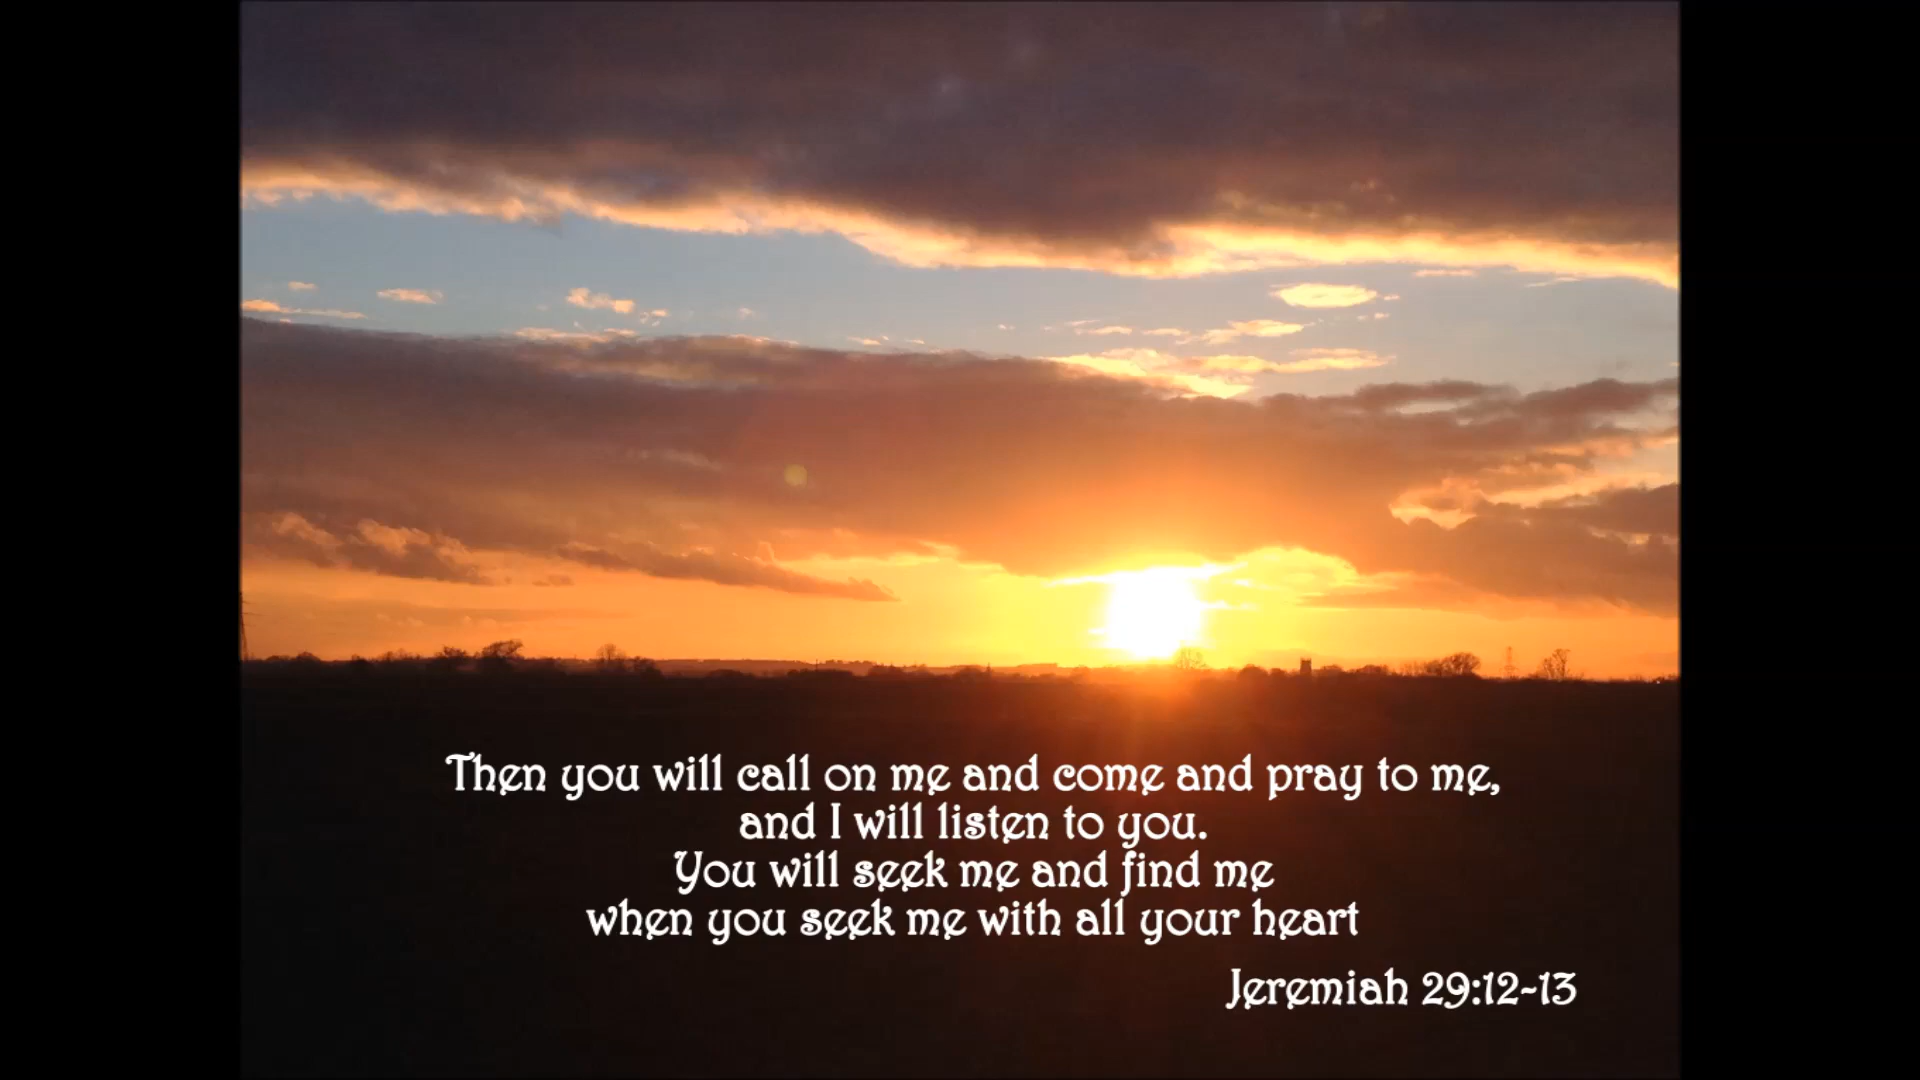 Then you will call on me and come and pray to me,
and I will listen to you.
You will seek me and find me
when you seek me with all your heart
Jeremiah 29:12-13